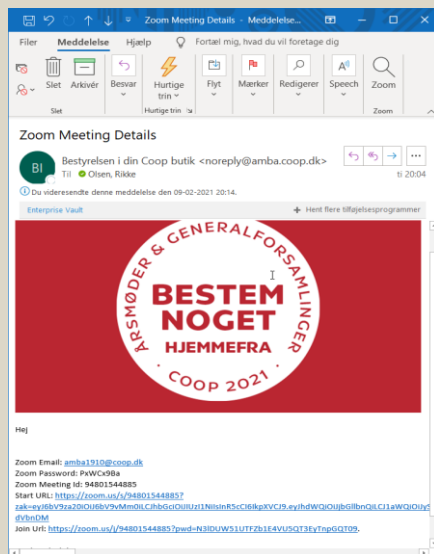 Zoom Meeting Details - Meddelelse...
Filer Meddelelse Hjælp Fortæl mig, hvad du vil foretage dig
Slet Arkivér Besvar Hurtige trin Flyt Mærker Redigerer Speech Zoom
Slet Hurtige trin Zoom
Zoom Meeting Details
BI
Bestyrelsen i din Coop butik <noreply@amba.coop.dk>
Til Olsen, Rikke
ti 20:04
Du videresendte denne meddelelse den 09-02-2021 20:14.
Enterprise Vault + Hent flere tilføjelsesprogrammer
ÅRSMØDER & GENERALFORSAMLINGER
BESTEM
NOGET
HJEMMEFRA
· COOP 2021 ·
Hej
Zoom Email: amba1910@coop.dk
Zoom Password: PxWCx9Ba
Zoom Meeting Id: 94801544885
Start URL: https://zoom.us/s/94801544885?
dVbnDM
Join Url: https://zoom.us/j/94801544885?pwd=N3lDUW51UTFZb1E4VU5QT3EyTnpGQT09.